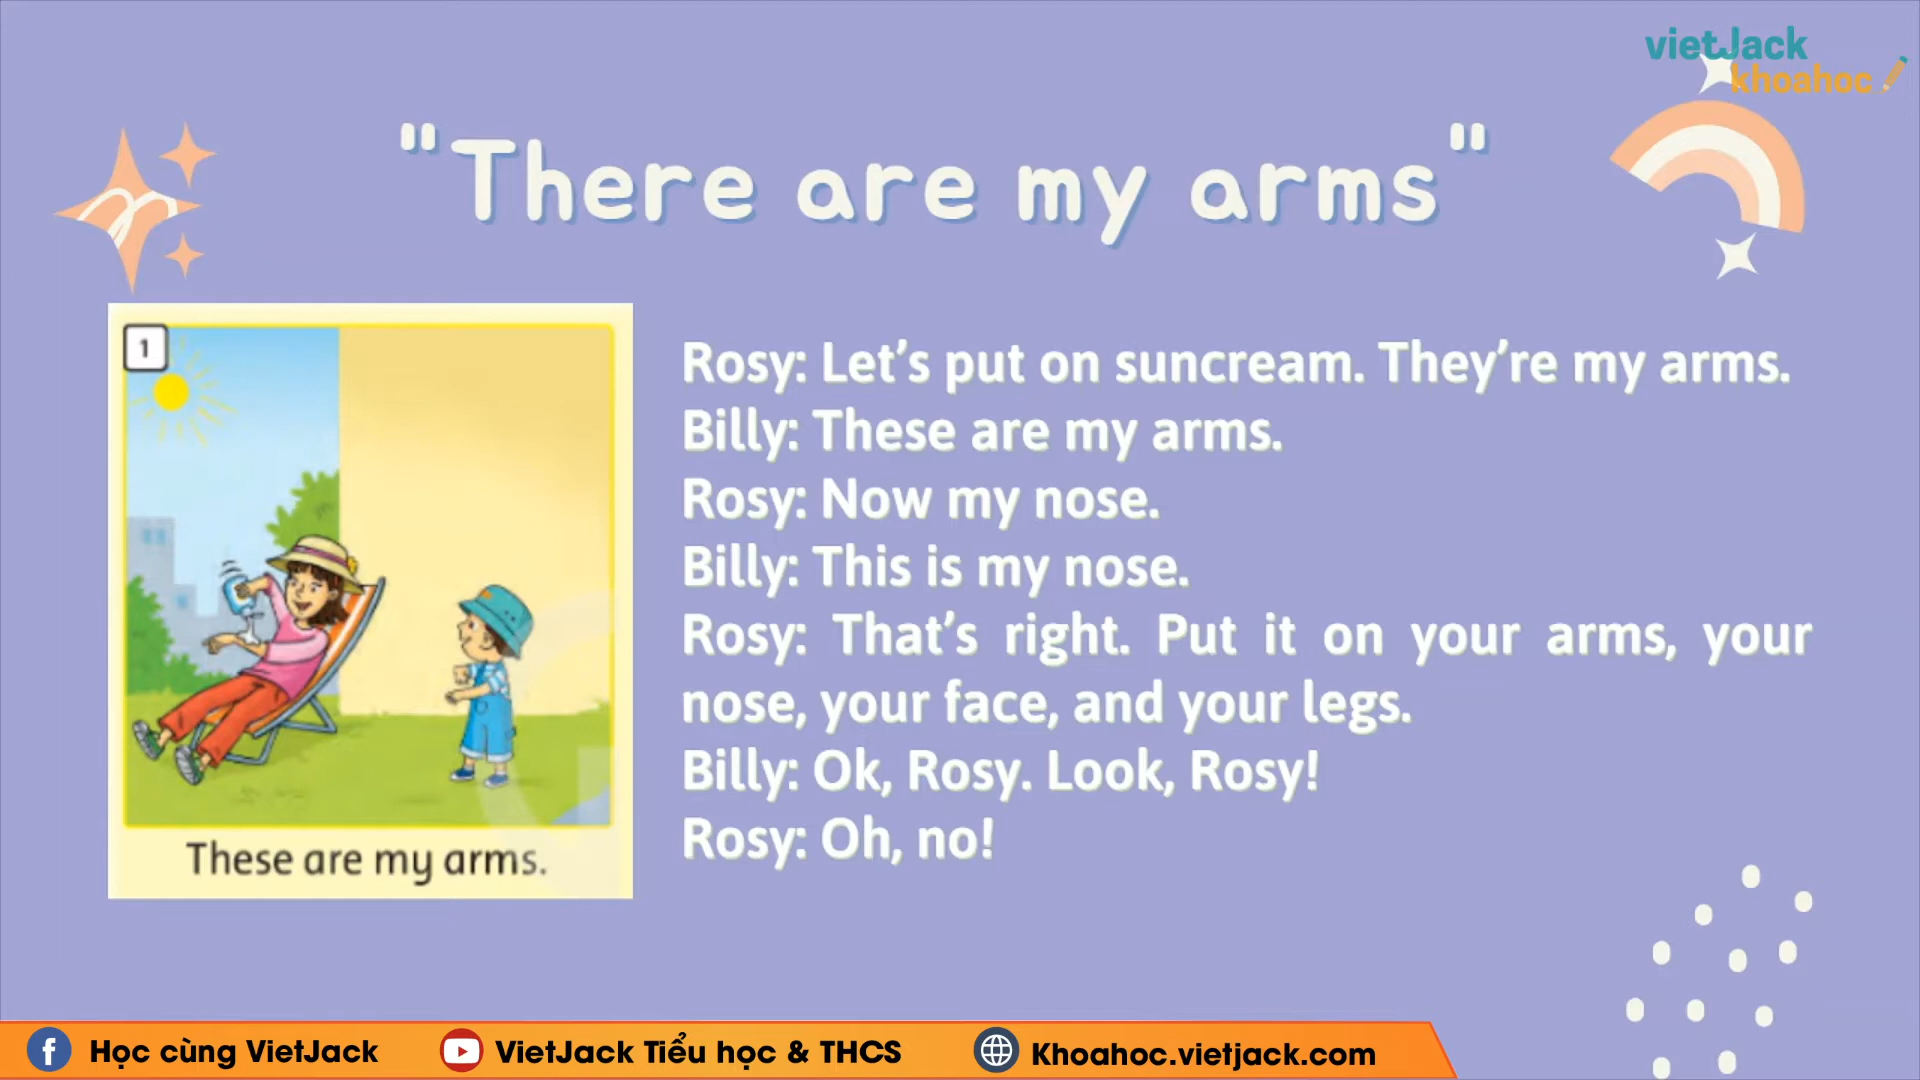 vietJack
khoahoc
"There are my arms"
1
These are my arms.
Rosy: Let's put on suncream. They're my arms.
Billy: These are my arms.
Rosy: Now my nose.
Billy: This is my nose.
Rosy: That's right. Put it on your arms, your
nose, your face, and your legs.
Billy: Ok, Rosy. Look, Rosy!
Rosy: Oh, no!
Học cùng VietJack
VietJack Tiểu học & THCS
Khoahoc.vietjack.com